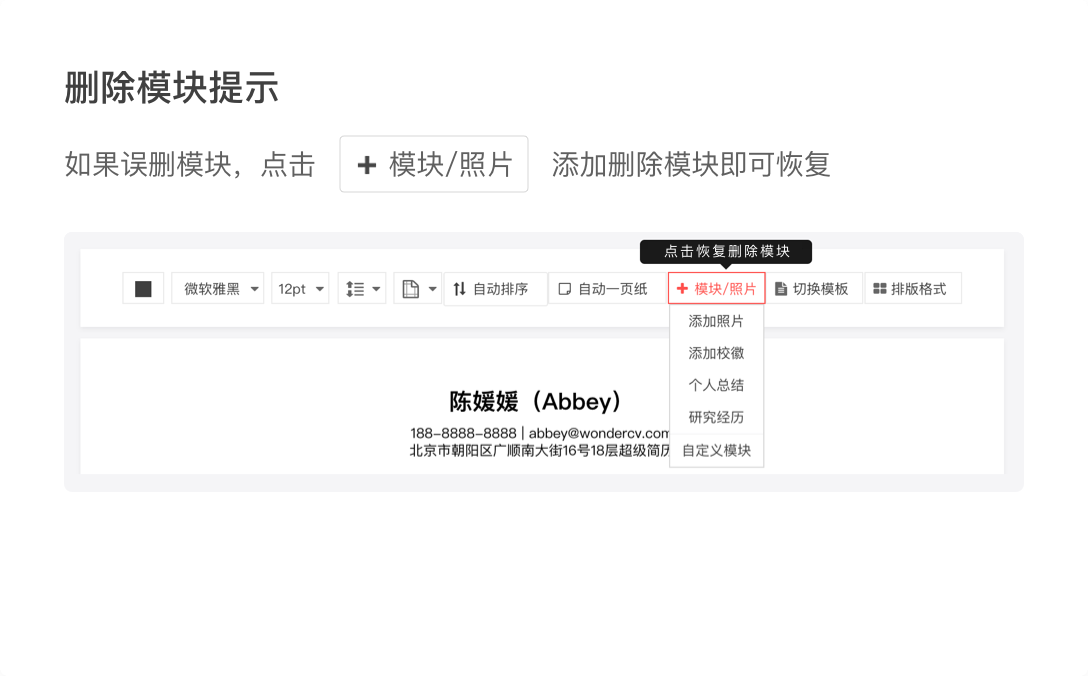 删除模块提示
如果误删模块，点击 + 模块/照片 添加删除模块即可恢复
点击恢复删除模块
微软雅黑 12pt 自动排序 自动一页纸 + 模块/照片 切换模板 排版格式
添加照片
添加校徽
个人总结
研究经历
自定义模块
陈媛媛（Abbey）
188-8888-8888 | abbey@wondercv.com
北京市朝阳区广顺南大街16号18层超级简历